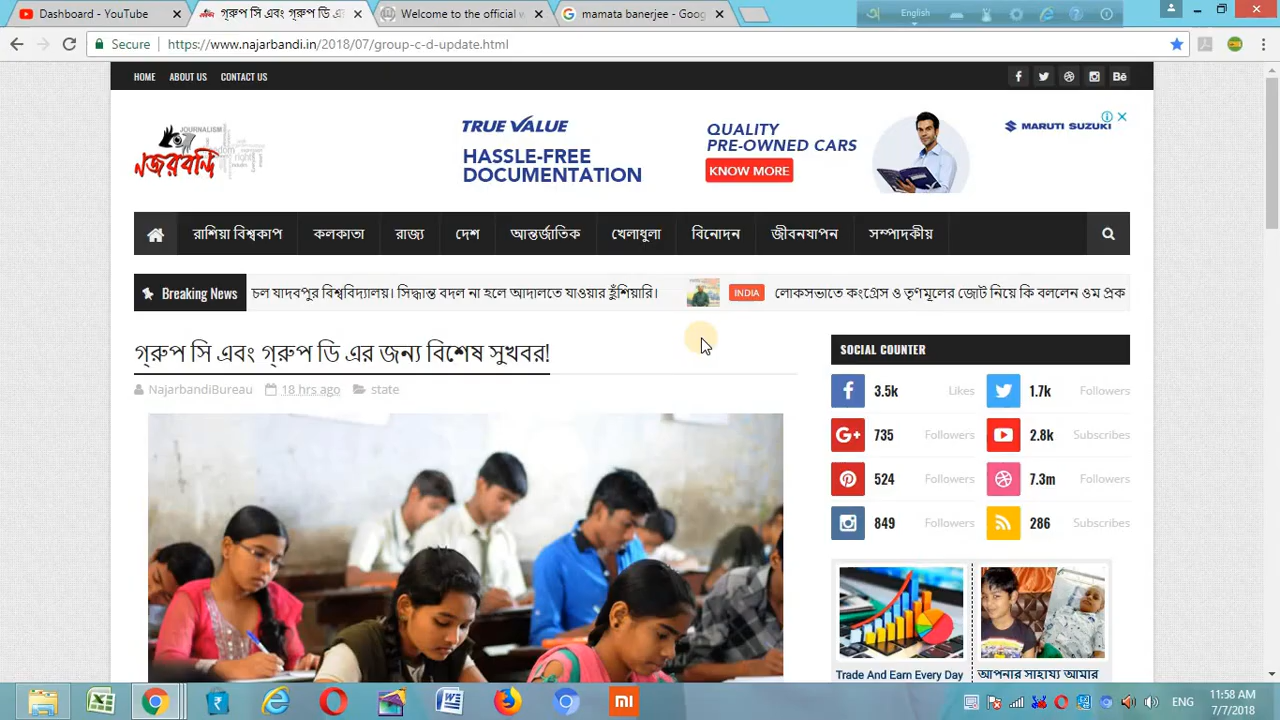 Dashboard - YouTube
গ্রুপ সি এবং গ্রুপ ডি
Welcome to the official w
mamata banerjee - Goog
English
Secure
https://www.najarbandi.in/2018/07/group-c-d-update.html
HOME
ABOUT US
CONTACT US
Bē
JOURNALISM
নজরবন্দি
TRUE VALUE
HASSLE-FREE
DOCUMENTATION
QUALITY
PRE-OWNED CARS
KNOW MORE
MARUTI SUZUKI
রাশিয়া বিশ্বকাপ
কলকাতা
রাজ্য
দেশ
আন্তর্জাতিক
খেলাধুলা
বিনোদন
জীবনযাপন
সম্পাদকীয়
Breaking News
চল যাদবপুর বিশ্ববিদ্যালয়। সিদ্ধান্ত বদল না হলে আদালতে যাওয়ার হুঁশিয়ারি।
INDIA
লোকসভাতে কংগ্রেস ও তৃণমূলের জোট নিয়ে কি বললেন ওম প্রক
গ্রুপ সি এবং গ্রুপ ডি এর জন্য বিশেষ সুখবর!
NajarbandiBureau
18 hrs ago
state
SOCIAL COUNTER
3.5k Likes
1.7k Followers
G+ 735 Followers
2.8k Subscribes
524 Followers
7.3m Followers
849 Followers
286 Subscribes
Trade And Earn Every Day
আপনার সাহায্য আমার
ENG
11:58 AM
7/7/2018